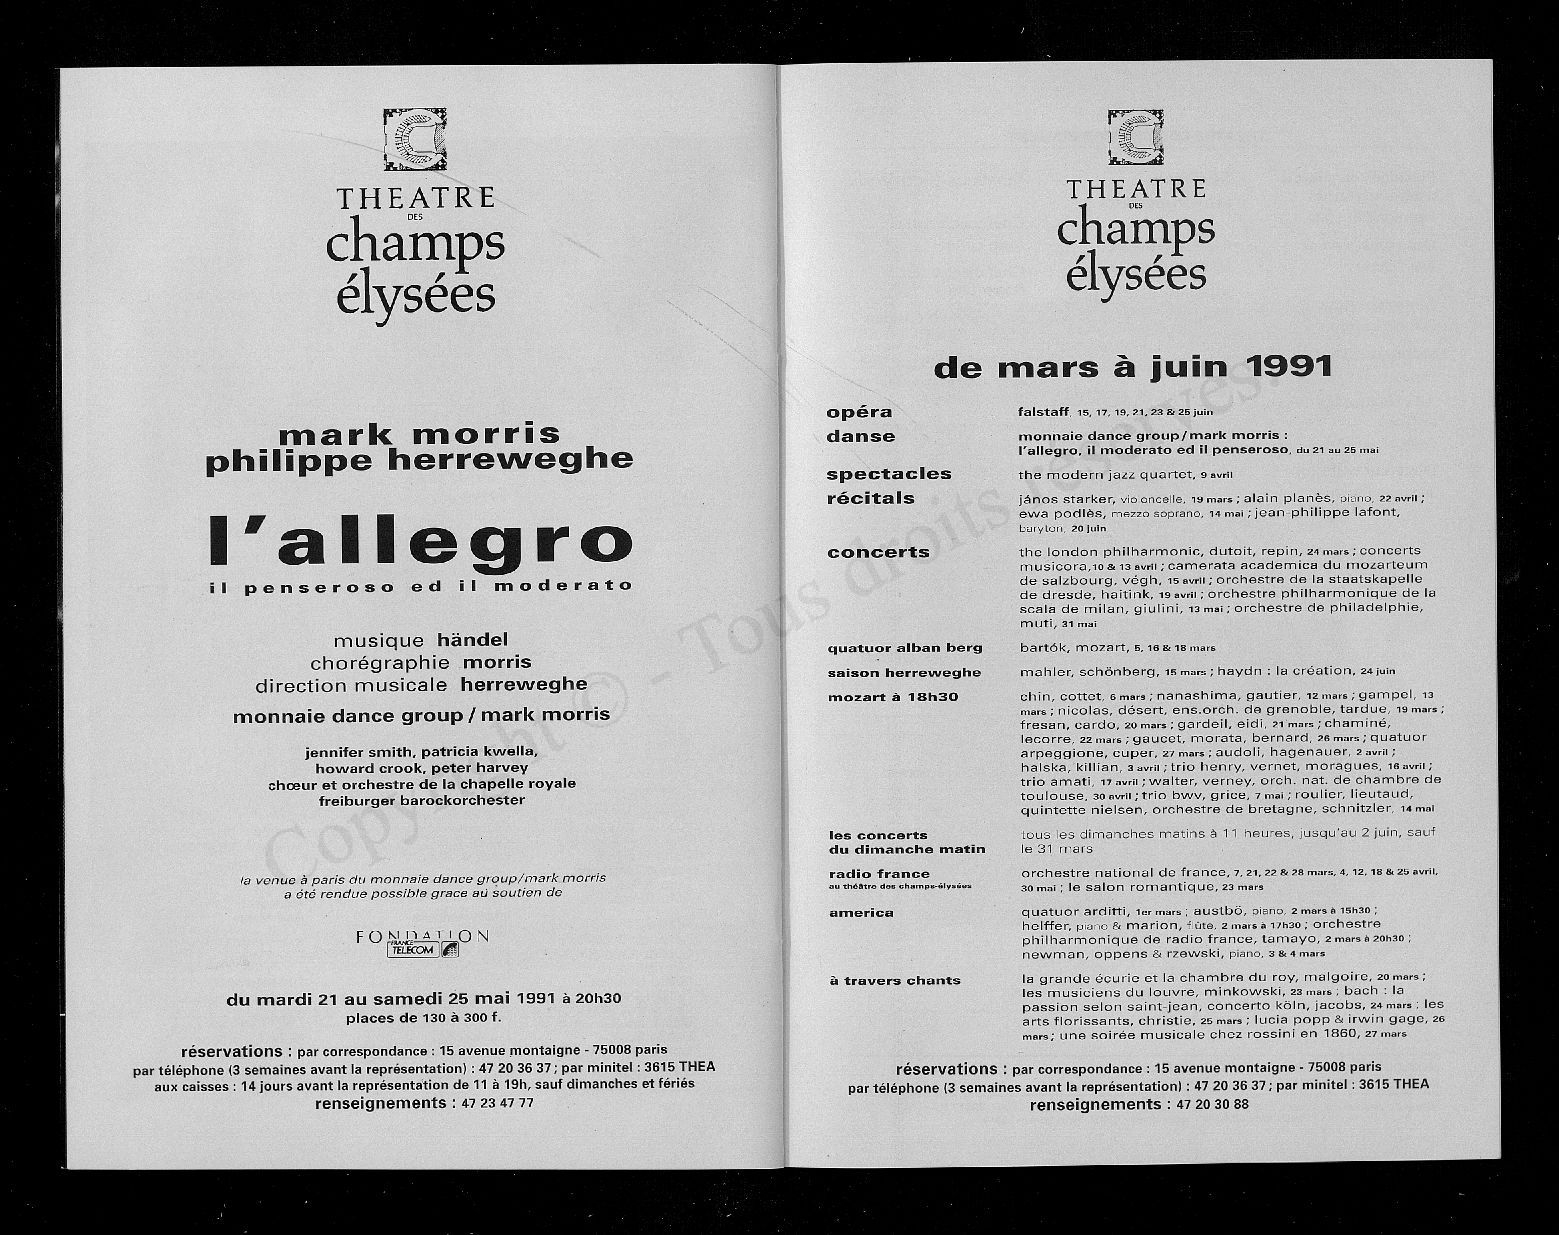 THEATRE
DES
champs
élysées
mark morris
philippe herreweghe
l'allegro
il penseroso ed il moderato
musique händel
chorégraphie morris
direction musicale herreweghe
monnaie dance group / mark morris
jennifer smith, patricia kwella,
howard crook, peter harvey
chœur et orchestre de la chapelle royale
freiburger barockorchester
la venue à paris du monnaie dance group/mark morris
a été rendue possible grace au soutien de
FONDATION
FRANCE
TELECOM
du mardi 21 au samedi 25 mai 1991 à 20h30
places de 130 à 300 f.
réservations : par correspondance : 15 avenue montaigne - 75008 paris
par téléphone (3 semaines avant la représentation) : 47 20 36 37 ; par minitel : 3615 THEA
aux caisses : 14 jours avant la représentation de 11 à 19h, sauf dimanches et fériés
renseignements : 47 23 47 77
THEATRE
DES
champs
élysées
de mars à juin 1991
opéra falstaff, 15, 17, 19, 21, 23 & 25 juin
danse monnaie dance group/mark morris :
l'allegro, il moderato ed il penseroso, du 21 au 25 mai
spectacles the modern jazz quartet, 9 avril
récitals jános starker, violoncelle, 19 mars ; alain planès, piano, 22 avril ;
ewa podlès, mezzo soprano, 14 mai ; jean-philippe lafont,
baryton, 20 juin
concerts the london philharmonic, dutoit, repin, 24 mars ; concerts
musicora, 10 & 13 avril ; camerata academica du mozarteum
de salzbourg, végh, 15 avril ; orchestre de la staatskapelle
de dresde, haitink, 19 avril ; orchestre philharmonique de la
scala de milan, giulini, 13 mai ; orchestre de philadelphie,
muti, 31 mai
quatuor alban berg bartók, mozart, 5, 16 & 18 mars
saison herreweghe mahler, schönberg, 15 mars ; haydn : la création, 24 juin
mozart à 18h30 chin, cottet, 6 mars ; nanashima, gautier, 12 mars ; gampel, 13
mars ; nicolas, désert, ens.orch. de grenoble, tardue, 19 mars ;
fresan, cardo, 20 mars ; gardeil, eidi, 21 mars ; chaminé,
lecorre, 22 mars ; gaucet, morata, bernard, 26 mars ; quatuor
arpeggione, cuper, 27 mars ; audoli, hagenauer, 2 avril ;
halska, killian, 3 avril ; trio henry, vernet, moragues, 16 avril ;
trio amati, 17 avril ; walter, verney, orch. nat. de chambre de
toulouse, 30 avril ; trio bwv, grice, 7 mai ; roulier, lieutaud,
quintette nielsen, orchestre de bretagne, schnitzler, 14 mai
les concerts tous les dimanches matins à 11 heures, jusqu'au 2 juin, sauf
du dimanche matin le 31 mars
radio france orchestre national de france, 7, 21, 22 & 28 mars, 4, 12, 18 & 25 avril,
au théâtre des champs-élysées 30 mai ; le salon romantique, 23 mars
america quatuor arditti, 1er mars ; austbö, piano, 2 mars à 15h30 ;
helffer, piano & marion, flûte, 2 mars à 17h30 ; orchestre
philharmonique de radio france, tamayo, 2 mars à 20h30 ;
newman, oppens & rzewski, piano, 3 & 4 mars
à travers chants la grande écurie et la chambre du roy, malgoire, 20 mars ;
les musiciens du louvre, minkowski, 23 mars ; bach : la
passion selon saint-jean, concerto köln, jacobs, 24 mars ; les
arts florissants, christie, 25 mars ; lucia popp & irwin gage, 26
mars ; une soirée musicale chez rossini en 1860, 27 mars
réservations : par correspondance : 15 avenue montaigne - 75008 paris
par téléphone (3 semaines avant la représentation) : 47 20 36 37 ; par minitel : 3615 THEA
renseignements : 47 20 30 88
Copyright © - Tous droits réservés.